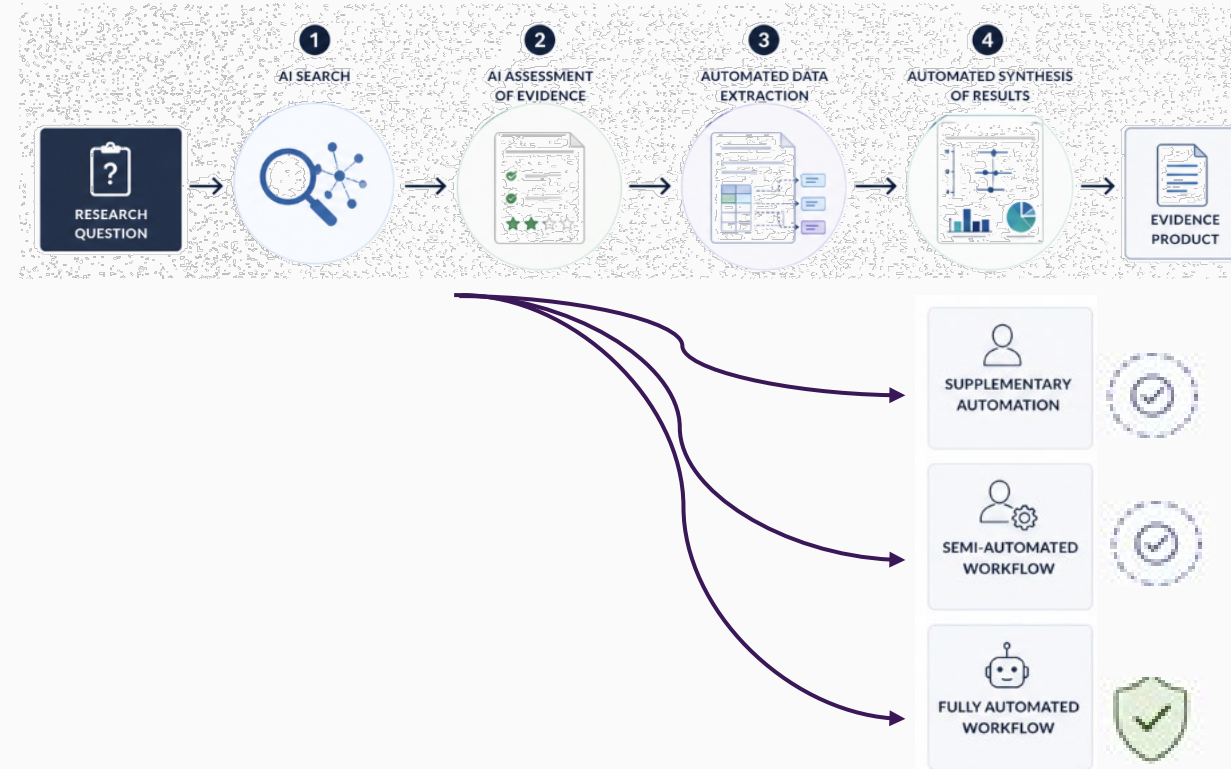 1
AI SEARCH
2
AI ASSESSMENT
OF EVIDENCE
3
AUTOMATED DATA
EXTRACTION
4
AUTOMATED SYNTHESIS
OF RESULTS
?
RESEARCH
QUESTION
EVIDENCE
PRODUCT
SUPPLEMENTARY
AUTOMATION
SEMI-AUTOMATED
WORKFLOW
FULLY AUTOMATED
WORKFLOW